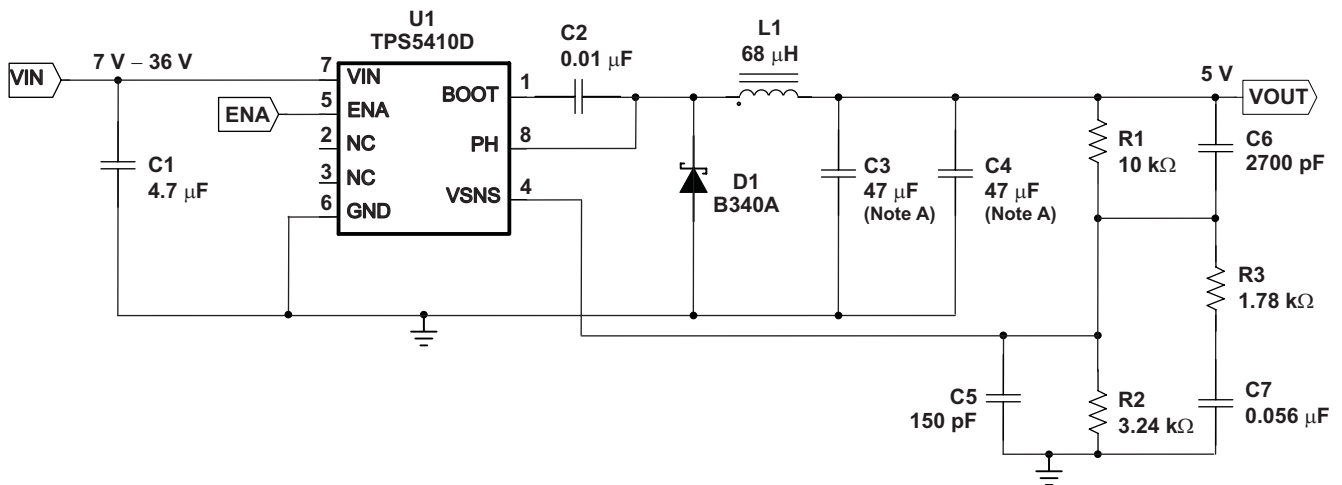 U1
TPS5410D
VIN
7 V – 36 V
7
VIN
5
ENA
ENA
2
NC
3
NC
6
GND
BOOT
1
PH
8
VSNS
4
C1
4.7 μF
C2
0.01 μF
L1
68 μH
D1
B340A
C3
47 μF
(Note A)
C4
47 μF
(Note A)
5 V
VOUT
R1
10 kΩ
C6
2700 pF
R3
1.78 kΩ
C5
150 pF
R2
3.24 kΩ
C7
0.056 μF